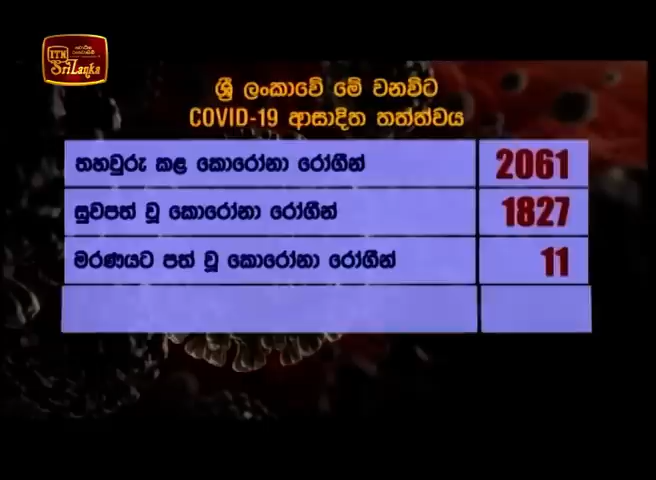 ITN
Sri Lanka
ශ්‍රී ලංකාවේ මේ වනවිට
COVID-19 ආසාදිත තත්ත්වය
තහවුරු කළ කොරෝනා රෝගීන් 2061
සුවපත් වූ කොරෝනා රෝගීන් 1827
මරණයට පත් වූ කොරෝනා රෝගීන් 11